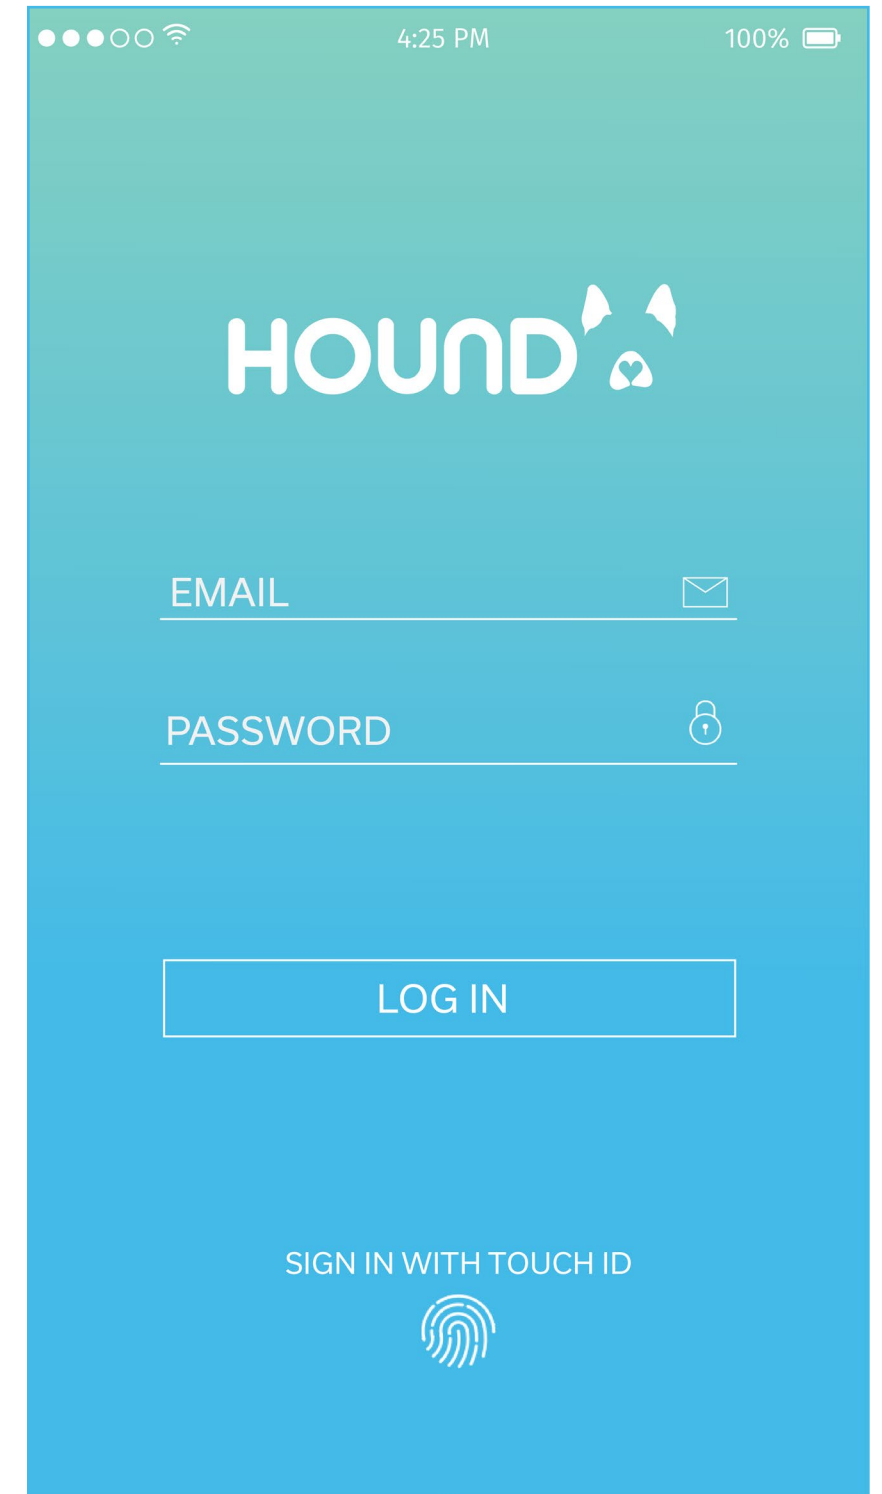 4:25 PM 100%
HOUND
EMAIL
PASSWORD
LOG IN
SIGN IN WITH TOUCH ID